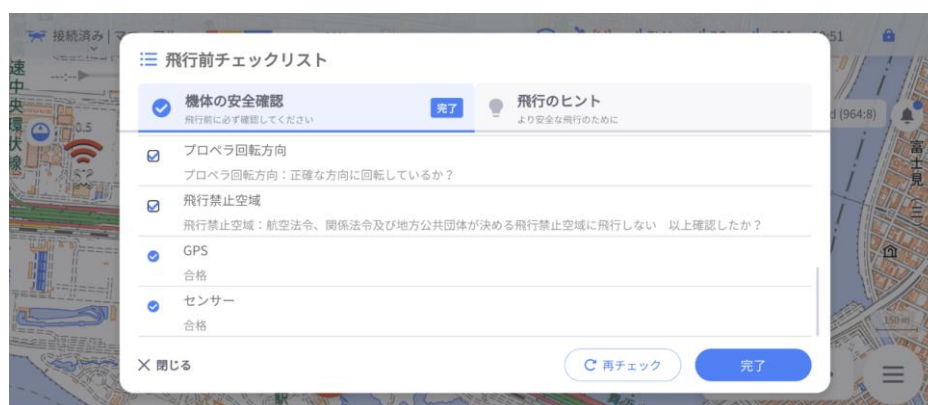 接続済み | マ
51
飛行前チェックリスト
機体の安全確認
飛行前に必ず確認してください
完了
飛行のヒント
より安全な飛行のために
プロペラ回転方向
プロペラ回転方向：正確な方向に回転しているか？
飛行禁止空域
飛行禁止空域：航空法令、関係法令及び地方公共団体が決める飛行禁止空域に飛行しない　以上確認したか？
GPS
合格
センサー
合格
閉じる
再チェック
完了
速中央環状線
0.5
d (964:8)
富士見(三)
150 m